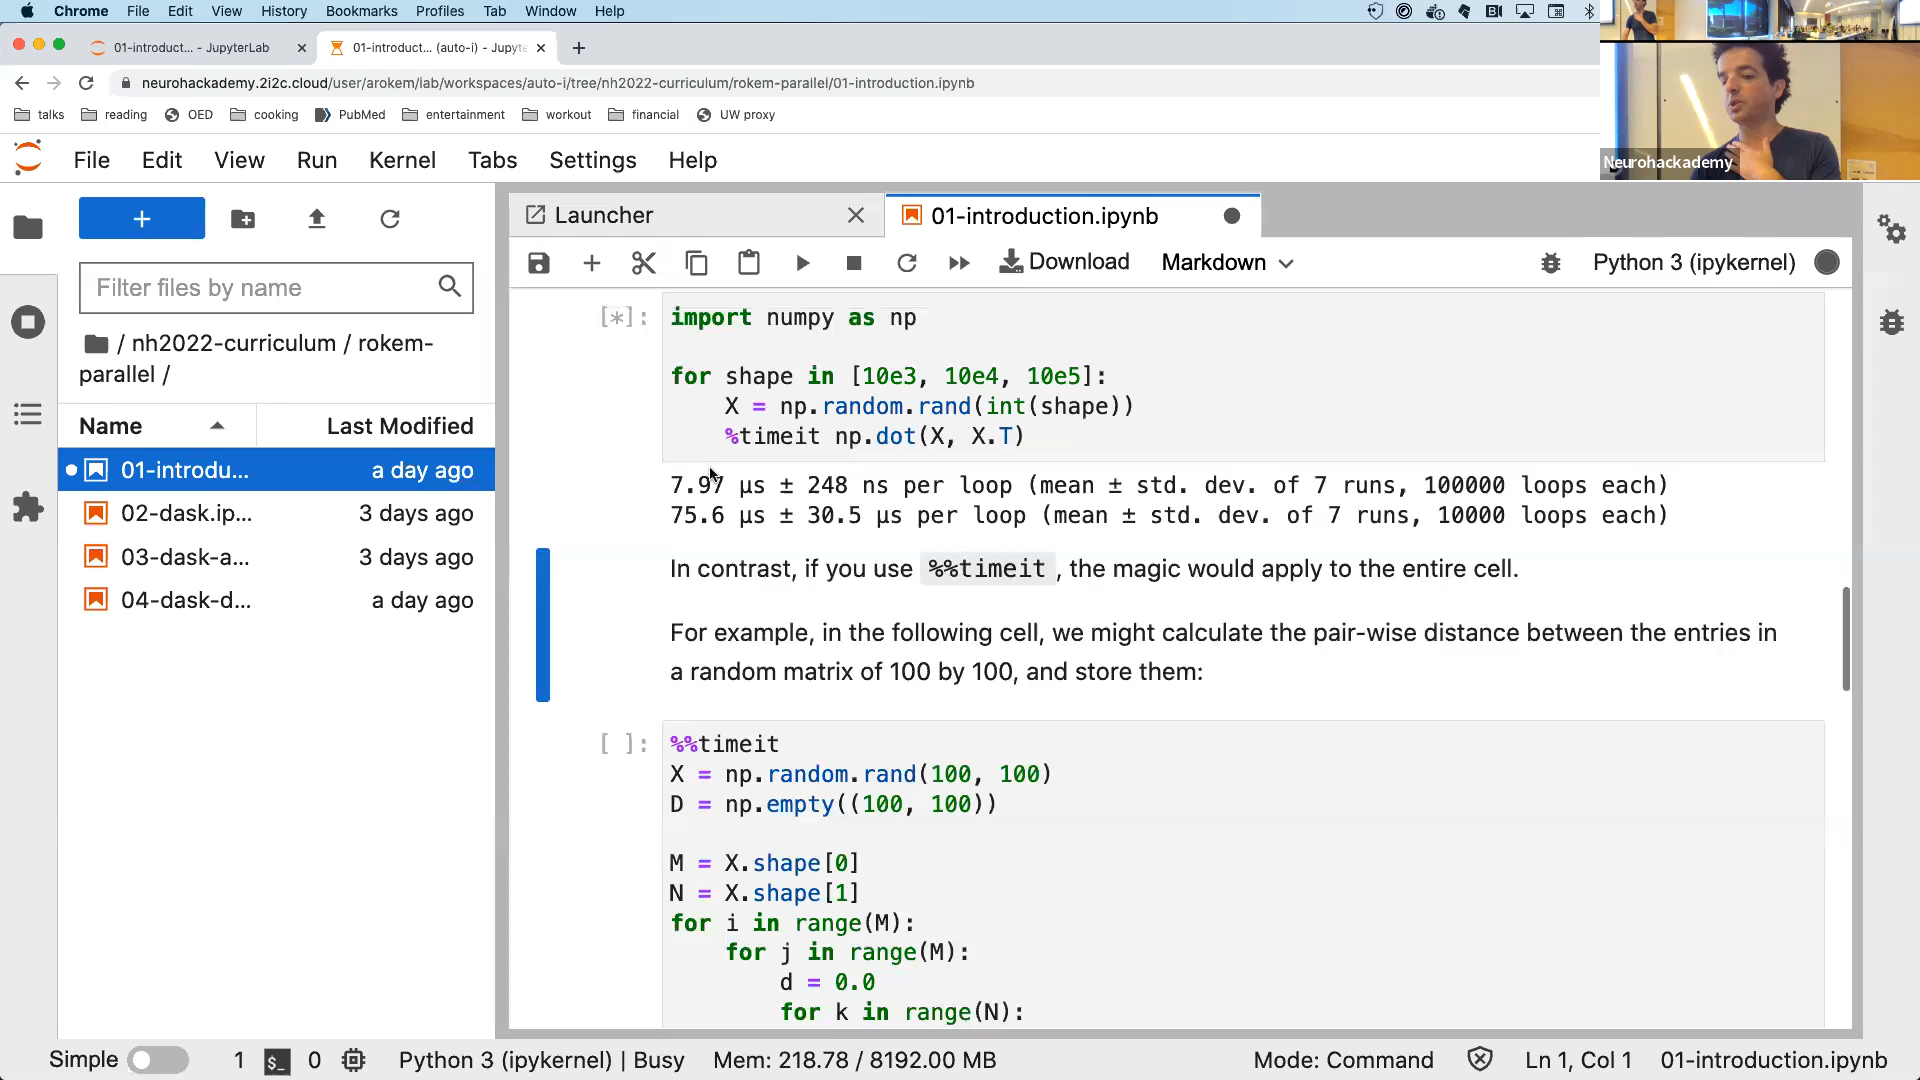 Chrome File Edit View History Bookmarks Profiles Tab Window Help
01-introduct... - JupyterLab
01-introduct... (auto-i) - Jupyte
neurohackademy.2i2c.cloud/user/arokem/lab/workspaces/auto-i/tree/nh2022-curriculum/rokem-parallel/01-introduction.ipynb
talks reading OED cooking PubMed entertainment workout financial UW proxy
Neurohackademy
File Edit View Run Kernel Tabs Settings Help
Launcher
01-introduction.ipynb
Download
Markdown
Python 3 (ipykernel)
Filter files by name
/ nh2022-curriculum / rokem-
parallel /
Name Last Modified
01-introdu... a day ago
02-dask.ip... 3 days ago
03-dask-a... 3 days ago
04-dask-d... a day ago
[*]: import numpy as np
for shape in [10e3, 10e4, 10e5]:
    X = np.random.rand(int(shape))
    %timeit np.dot(X, X.T)
7.97 µs ± 248 ns per loop (mean ± std. dev. of 7 runs, 100000 loops each)
75.6 µs ± 30.5 µs per loop (mean ± std. dev. of 7 runs, 10000 loops each)
In contrast, if you use %%timeit , the magic would apply to the entire cell.
For example, in the following cell, we might calculate the pair-wise distance between the entries in
a random matrix of 100 by 100, and store them:
[ ]: %%timeit
X = np.random.rand(100, 100)
D = np.empty((100, 100))
M = X.shape[0]
N = X.shape[1]
for i in range(M):
    for j in range(M):
        d = 0.0
        for k in range(N):
Simple 1 $_ 0 Python 3 (ipykernel) | Busy Mem: 218.78 / 8192.00 MB Mode: Command Ln 1, Col 1 01-introduction.ipynb